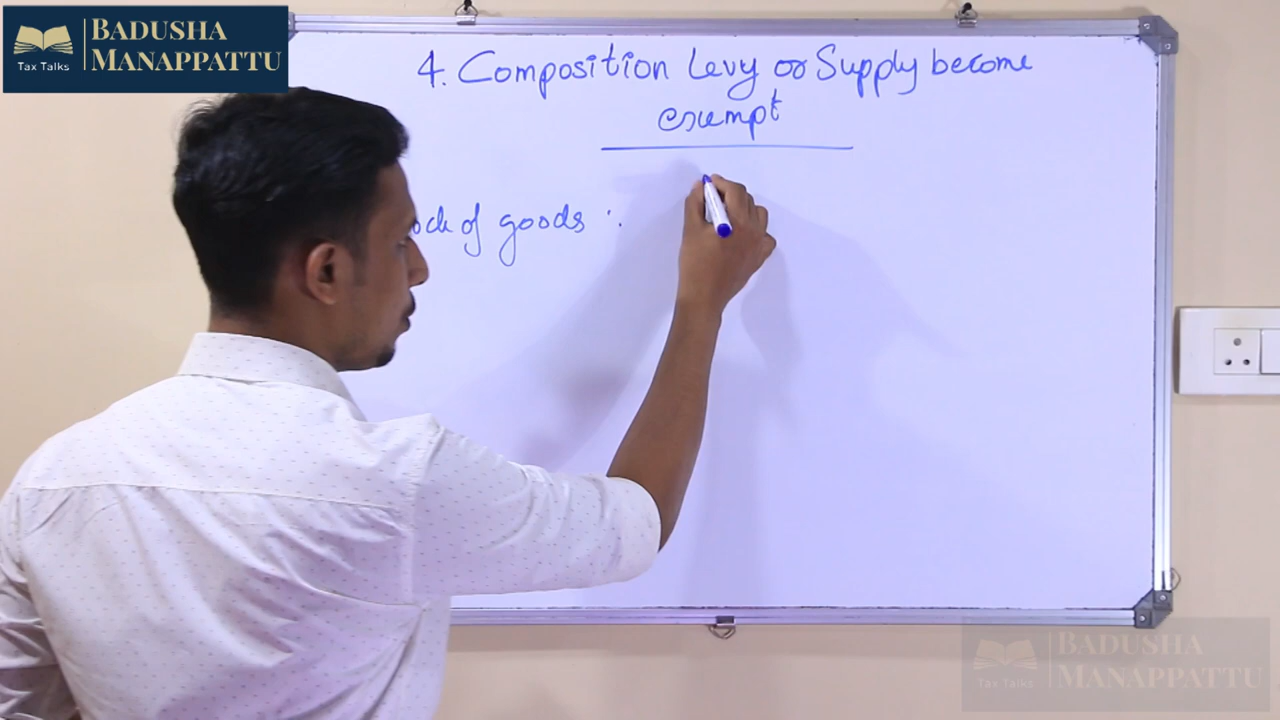 BADUSHA
MANAPPATTU
Tax Talks
4. Composition Levy or Supply become
exempt
ock of goods :
BADUSHA
MANAPPATTU
Tax Talks